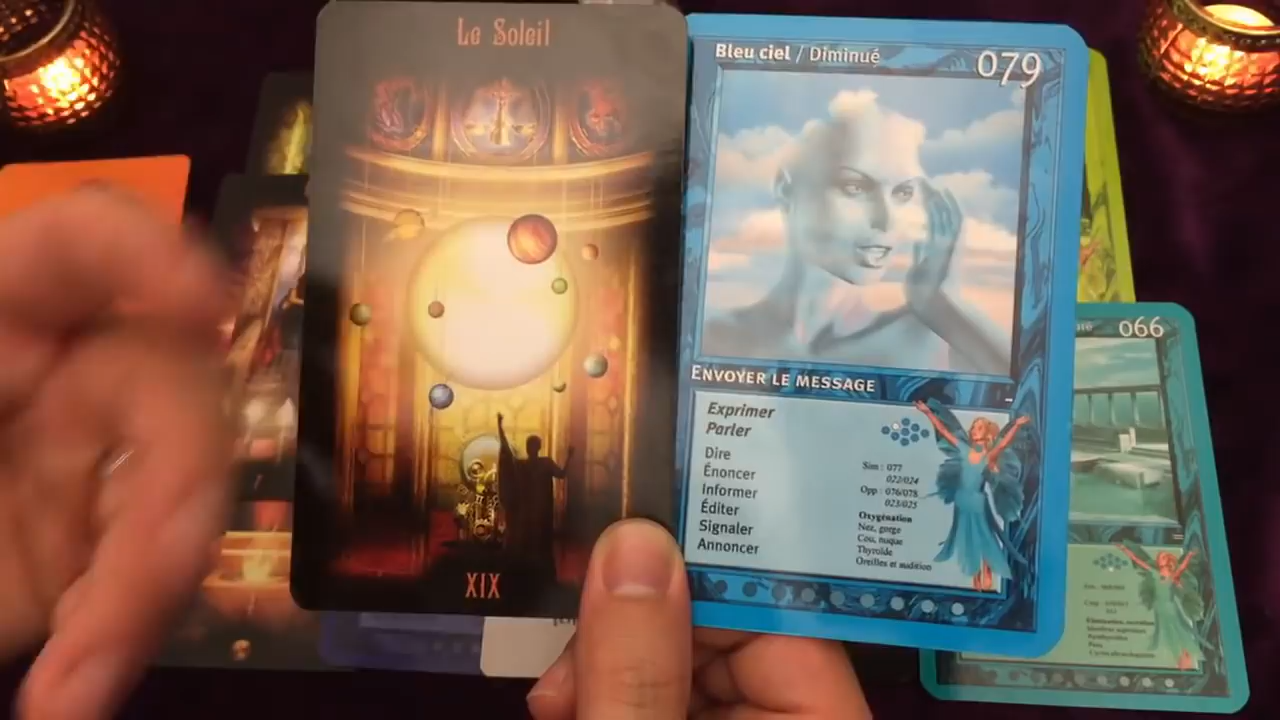 Le Soleil
XIX
Bleu ciel / Diminué
079
ENVOYER LE MESSAGE
Exprimer
Parler
Dire
Énoncer
Informer
Éditer
Signaler
Annoncer
Sim : 077
022/024
Opp : 076/078
023/025
Oxygénation
Nez, gorge
Cou, nuque
Thyroïde
Oreilles et audition
066